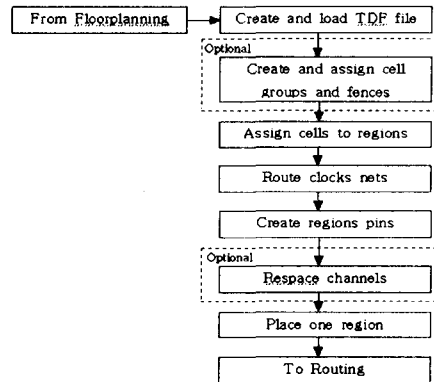 From Floorplanning
Create and load TDF file
Optional
Create and assign cell
groups and fences
Assign cells to regions
Route clocks nets
Create regions pins
Optional
Respace channels
Place one region
To Routing